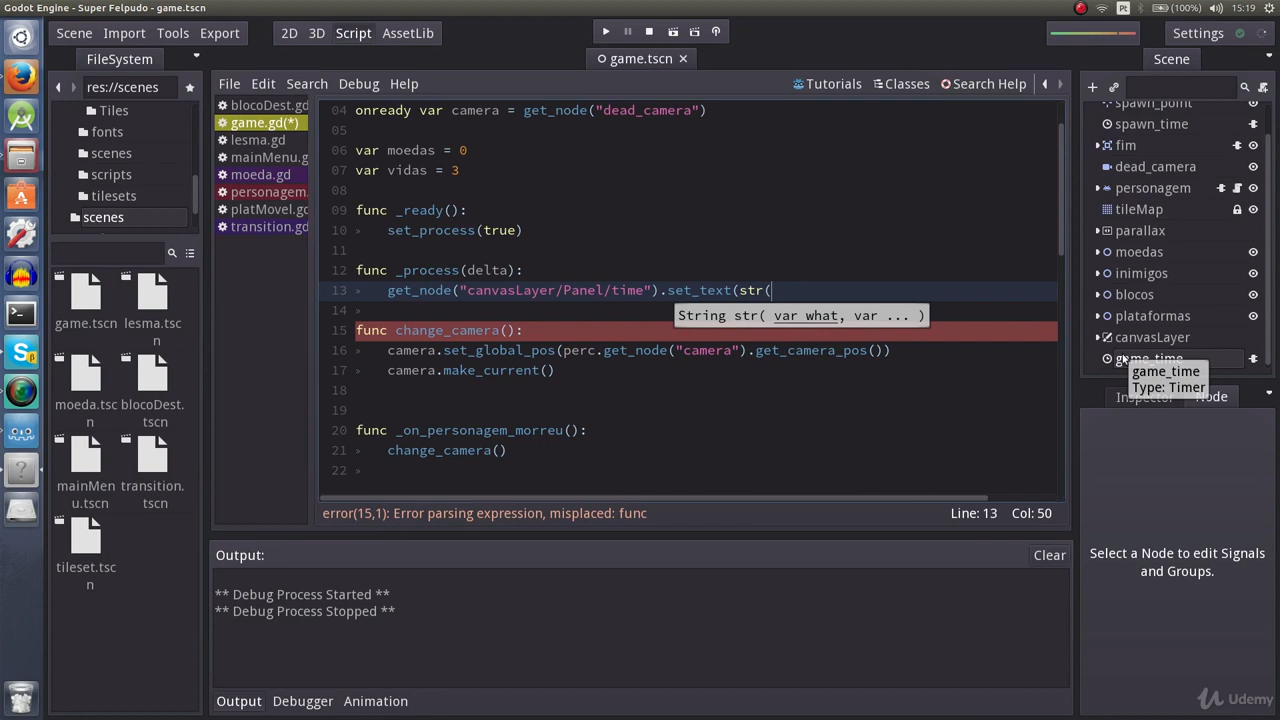 Godot Engine - Super Felpudo - game.tscn
Pt
(100%)
15:19
Scene Import Tools Export
2D 3D Script AssetLib
Settings
FileSystem
game.tscn
Scene
res://scenes
Tiles
fonts
scenes
scripts
tilesets
scenes
game.tscn
lesma.tsc
n
moeda.tsc
n
blocoDest.
tscn
mainMen
u.tscn
transition.
tscn
tileset.tsc
n
File Edit Search Debug Help
Tutorials Classes Search Help
blocoDest.gd
game.gd(*)
lesma.gd
mainMenu.g
moeda.gd
personagem.
platMovel.gd
transition.gd
04 onready var camera = get_node("dead_camera")
05
06 var moedas = 0
07 var vidas = 3
08
09 func _ready():
10 set_process(true)
11
12 func _process(delta):
13 get_node("canvasLayer/Panel/time").set_text(str(
String str( var what, var ... )
14
15 func change_camera():
16 camera.set_global_pos(perc.get_node("camera").get_camera_pos())
17 camera.make_current()
18
19
20 func _on_personagem_morreu():
21 change_camera()
22
error(15,1): Error parsing expression, misplaced: func
Line: 13 Col: 50
Output:
Clear
** Debug Process Started **
** Debug Process Stopped **
Output Debugger Animation
spawn_point
spawn_time
fim
dead_camera
personagem
tileMap
parallax
moedas
inimigos
blocos
plataformas
canvasLayer
game_time
game_time
Type: Timer
Inspector Node
Select a Node to edit Signals
and Groups.
Udemy